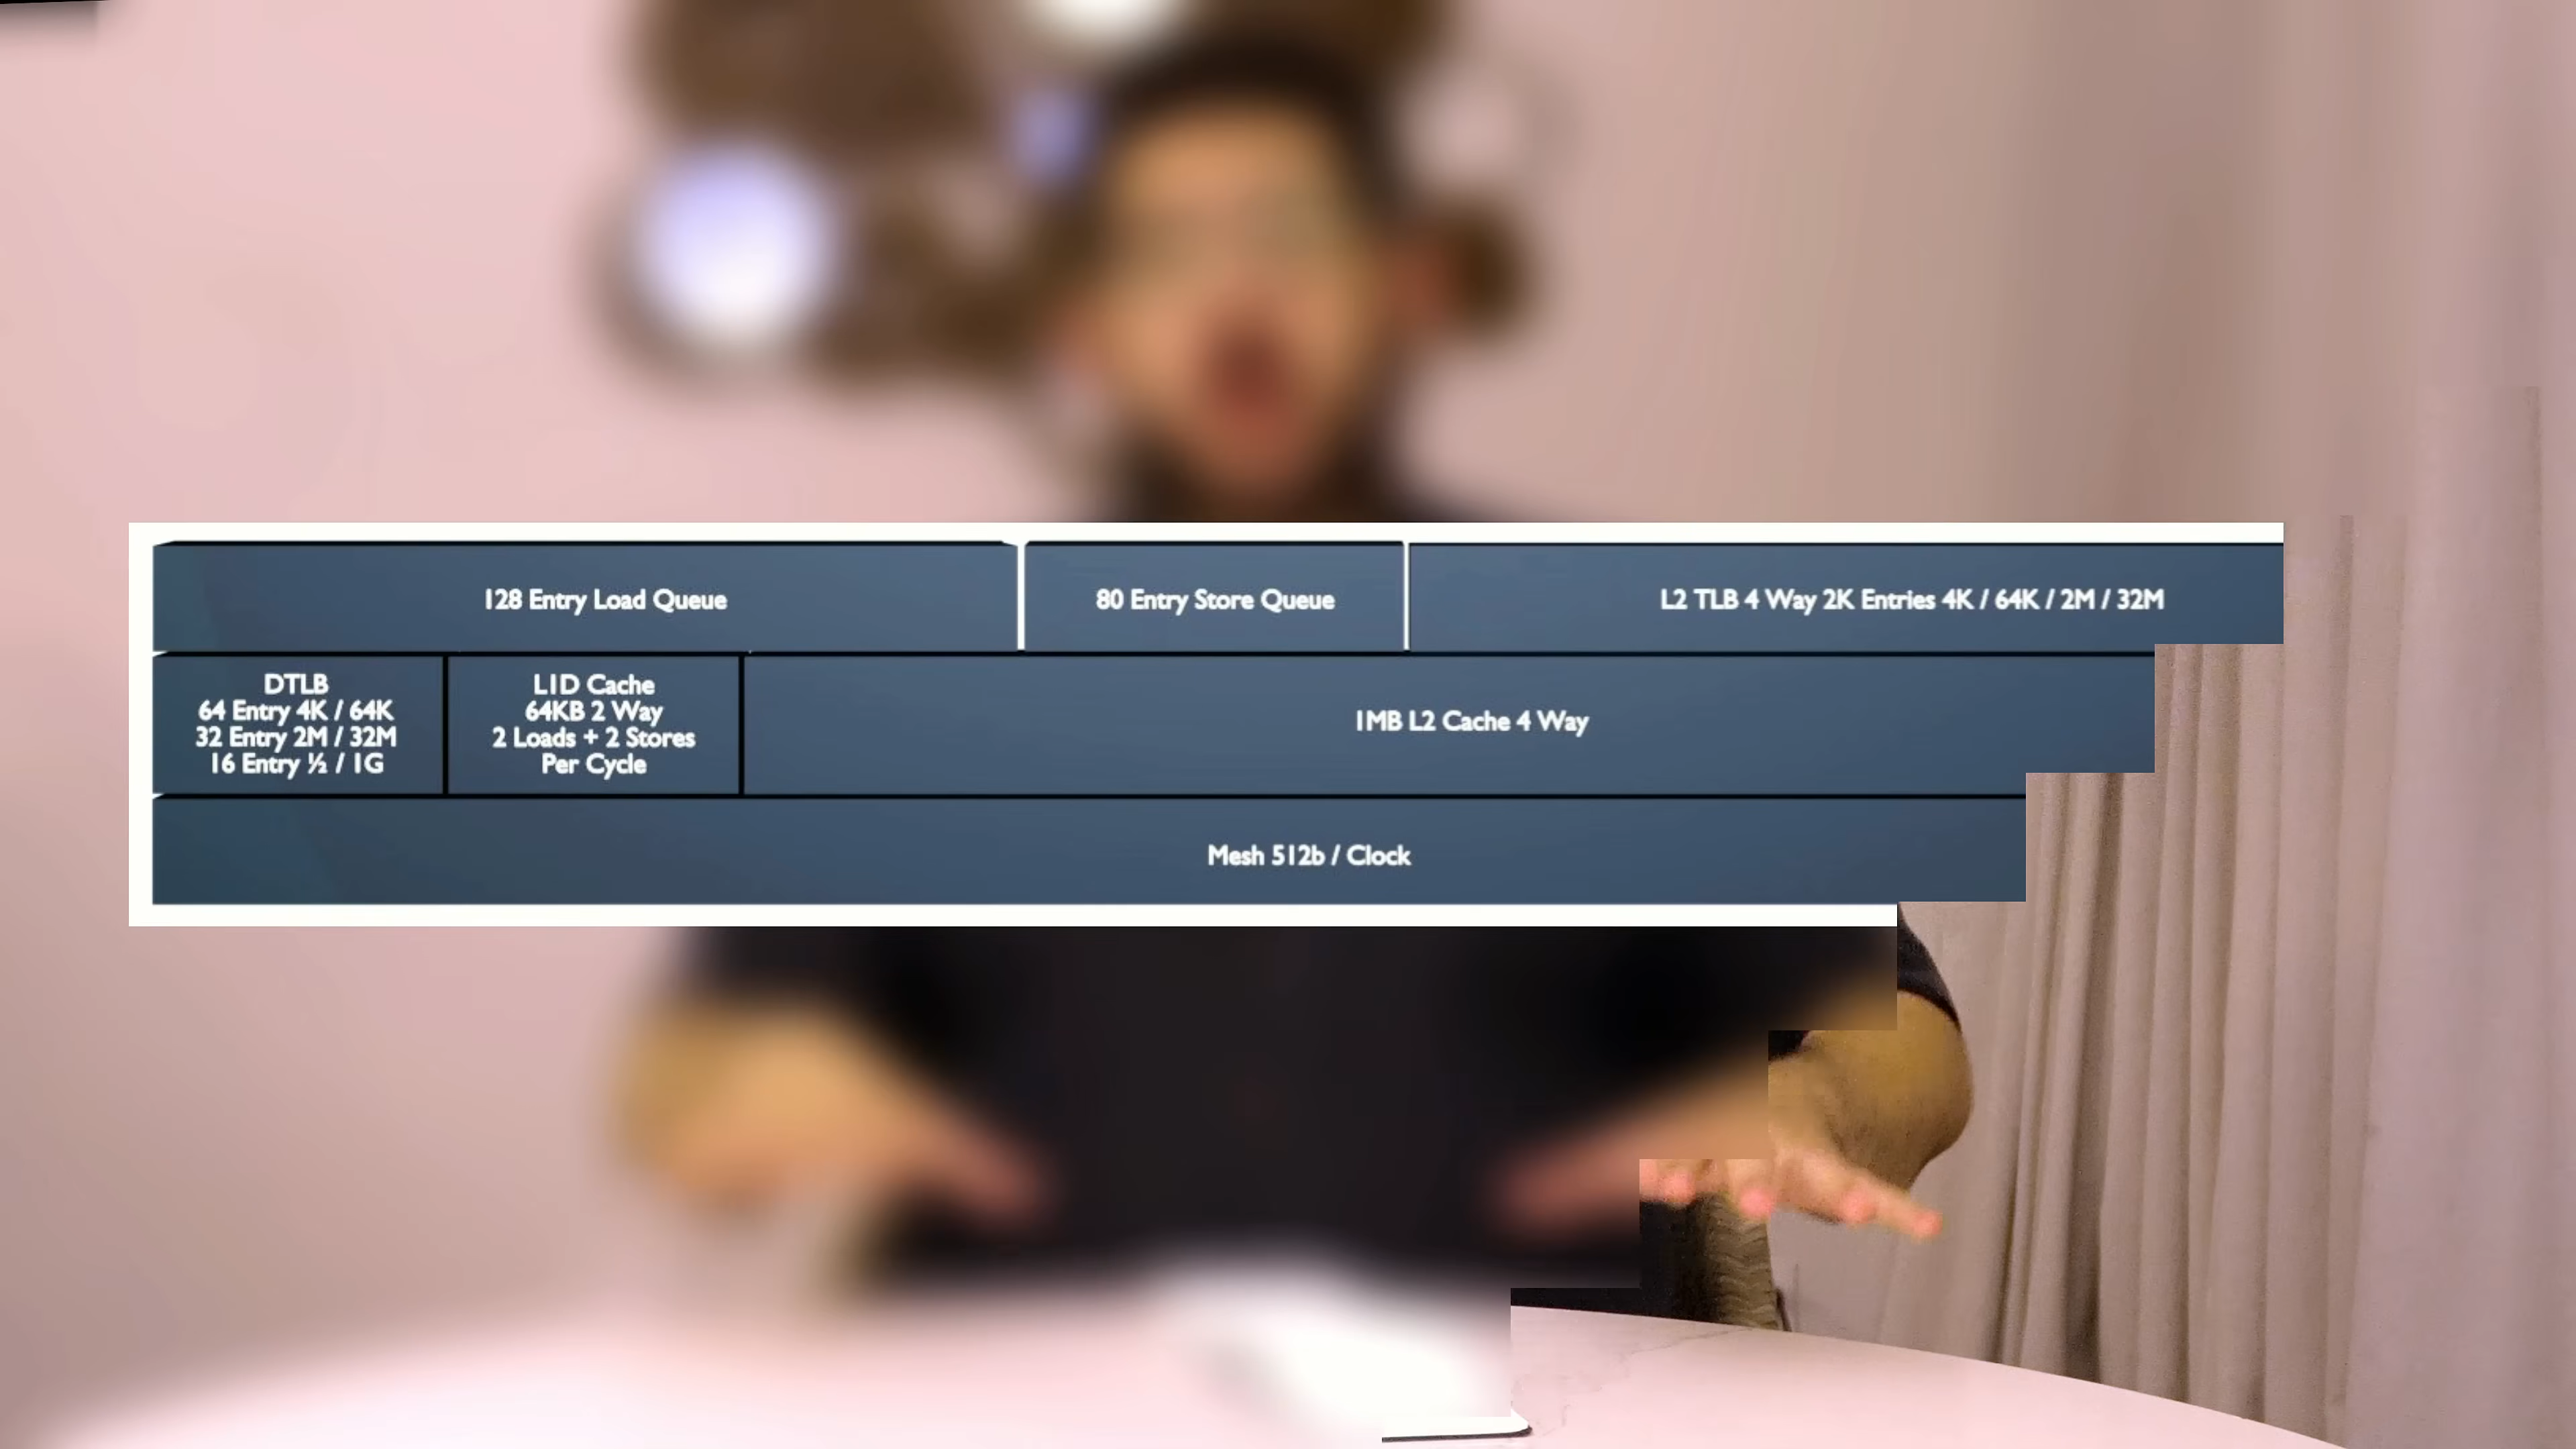 128 Entry Load Queue
80 Entry Store Queue
L2 TLB 4 Way 2K Entries 4K / 64K / 2M / 32M
DTLB
64 Entry 4K / 64K
32 Entry 2M / 32M
16 Entry ½ / 1G
L1D Cache
64KB 2 Way
2 Loads + 2 Stores
Per Cycle
1MB L2 Cache 4 Way
Mesh 512b / Clock